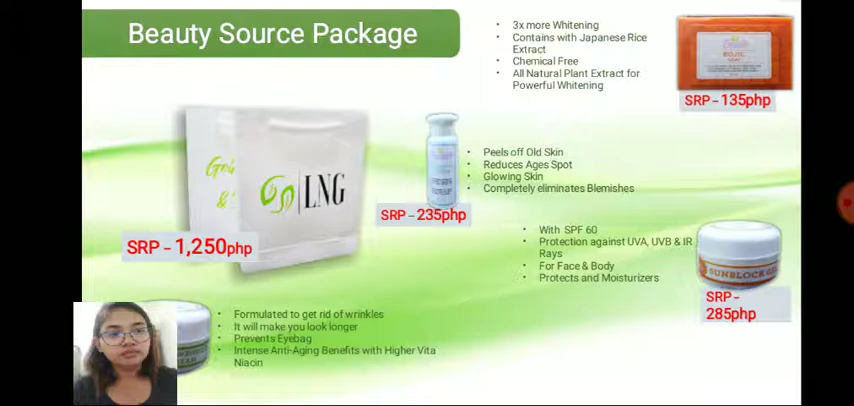 Beauty Source Package
3x more Whitening
Contains with Japanese Rice
Extract
Chemical Free
All Natural Plant Extract for
Powerful Whitening
SRP – 135php
Peels off Old Skin
Reduces Ages Spot
Glowing Skin
Completely eliminates Blemishes
SRP – 235php
LNG
SRP – 1,250php
With SPF 60
Protection against UVA, UVB & IR
Rays
For Face & Body
Protects and Moisturizers
SUNBLOCK GEL
SRP –
285php
Formulated to get rid of wrinkles
It will make you look longer
Prevents Eyebag
Intense Anti-Aging Benefits with Higher Vita
Niacin